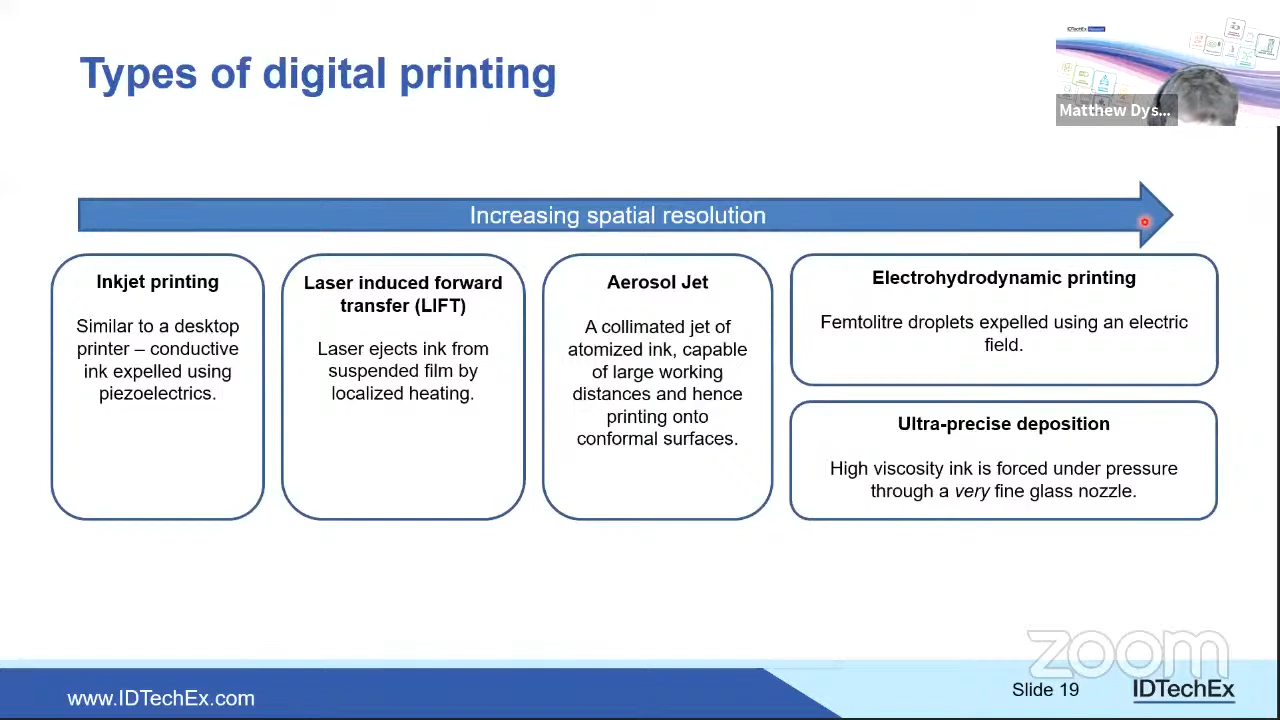 Types of digital printing
IDTechEx
Matthew Dys...
Increasing spatial resolution
Inkjet printing
Similar to a desktop
printer – conductive
ink expelled using
piezoelectrics.
Laser induced forward
transfer (LIFT)
Laser ejects ink from
suspended film by
localized heating.
Aerosol Jet
A collimated jet of
atomized ink, capable
of large working
distances and hence
printing onto
conformal surfaces.
Electrohydrodynamic printing
Femtolitre droplets expelled using an electric
field.
Ultra-precise deposition
High viscosity ink is forced under pressure
through a very fine glass nozzle.
zoom
www.IDTechEx.com
Slide 19
IDTechEx